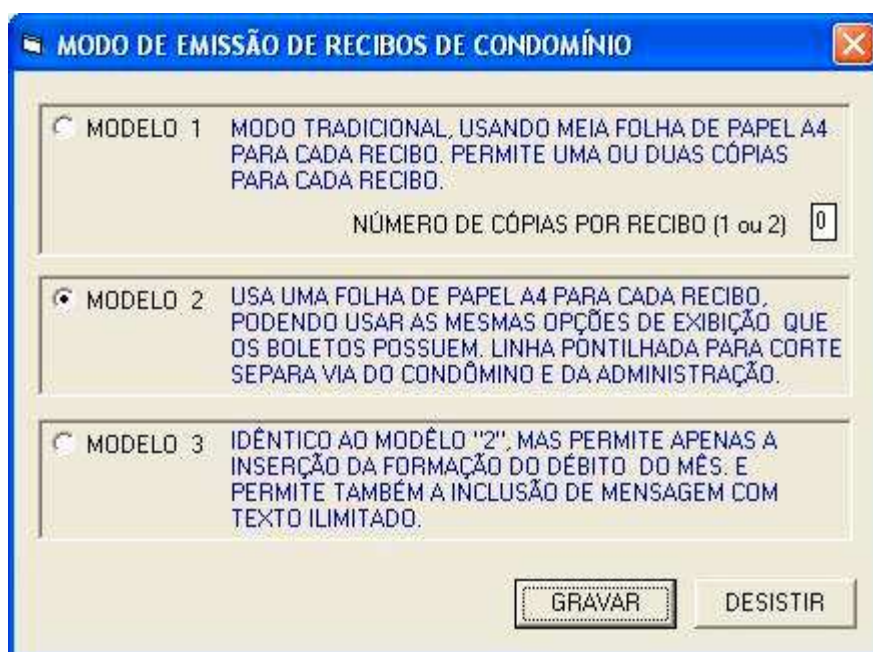 MODO DE EMISSÃO DE RECIBOS DE CONDOMÍNIO
MODELO 1
MODO TRADICIONAL, USANDO MEIA FOLHA DE PAPEL A4
PARA CADA RECIBO. PERMITE UMA OU DUAS CÓPIAS
PARA CADA RECIBO.
NÚMERO DE CÓPIAS POR RECIBO (1 ou 2) 0
MODELO 2
USA UMA FOLHA DE PAPEL A4 PARA CADA RECIBO,
PODENDO USAR AS MESMAS OPÇÕES DE EXIBIÇÃO QUE
OS BOLETOS POSSUEM. LINHA PONTILHADA PARA CORTE
SEPARA VIA DO CONDÔMINO E DA ADMINISTRAÇÃO.
MODELO 3
IDÊNTICO AO MODÊLO "2", MAS PERMITE APENAS A
INSERÇÃO DA FORMAÇÃO DO DÉBITO DO MÊS. E
PERMITE TAMBÉM A INCLUSÃO DE MENSAGEM COM
TEXTO ILIMITADO.
GRAVAR DESISTIR